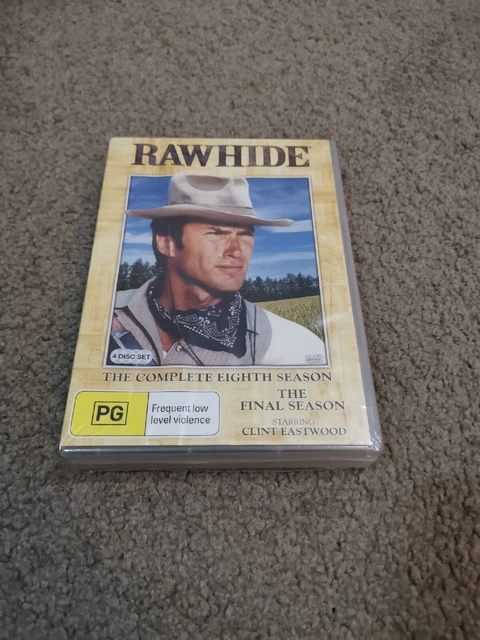 RAWHIDE
4 DISC SET
DVD
THE COMPLETE EIGHTH SEASON
THE
FINAL SEASON
STARRING
CLINT EASTWOOD
PG
Frequent low
level violence